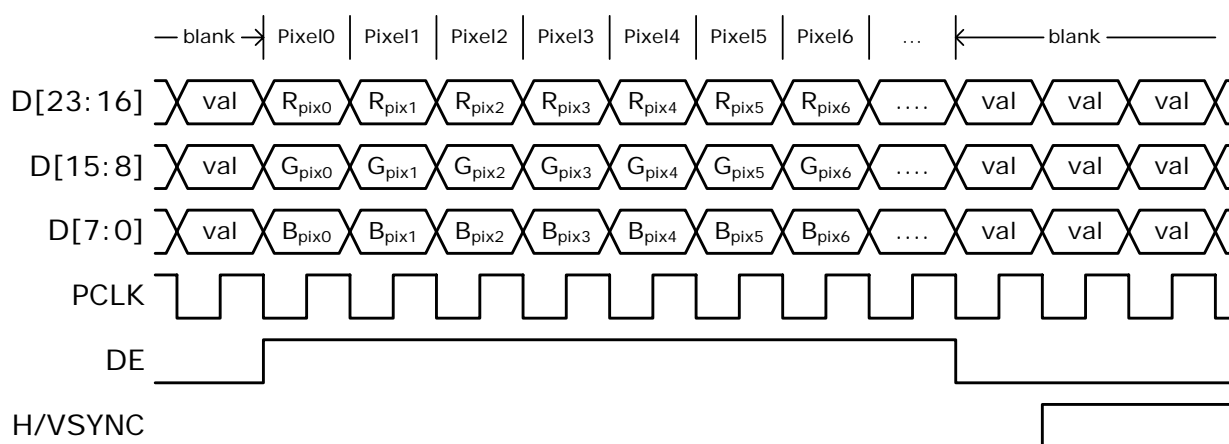 blank Pixel0 Pixel1 Pixel2 Pixel3 Pixel4 Pixel5 Pixel6 ... blank
D[23:16] val Rpix0 Rpix1 Rpix2 Rpix3 Rpix4 Rpix5 Rpix6 .... val val val
D[15:8] val Gpix0 Gpix1 Gpix2 Gpix3 Gpix4 Gpix5 Gpix6 .... val val val
D[7:0] val Bpix0 Bpix1 Bpix2 Bpix3 Bpix4 Bpix5 Bpix6 .... val val val
PCLK
DE
H/VSYNC